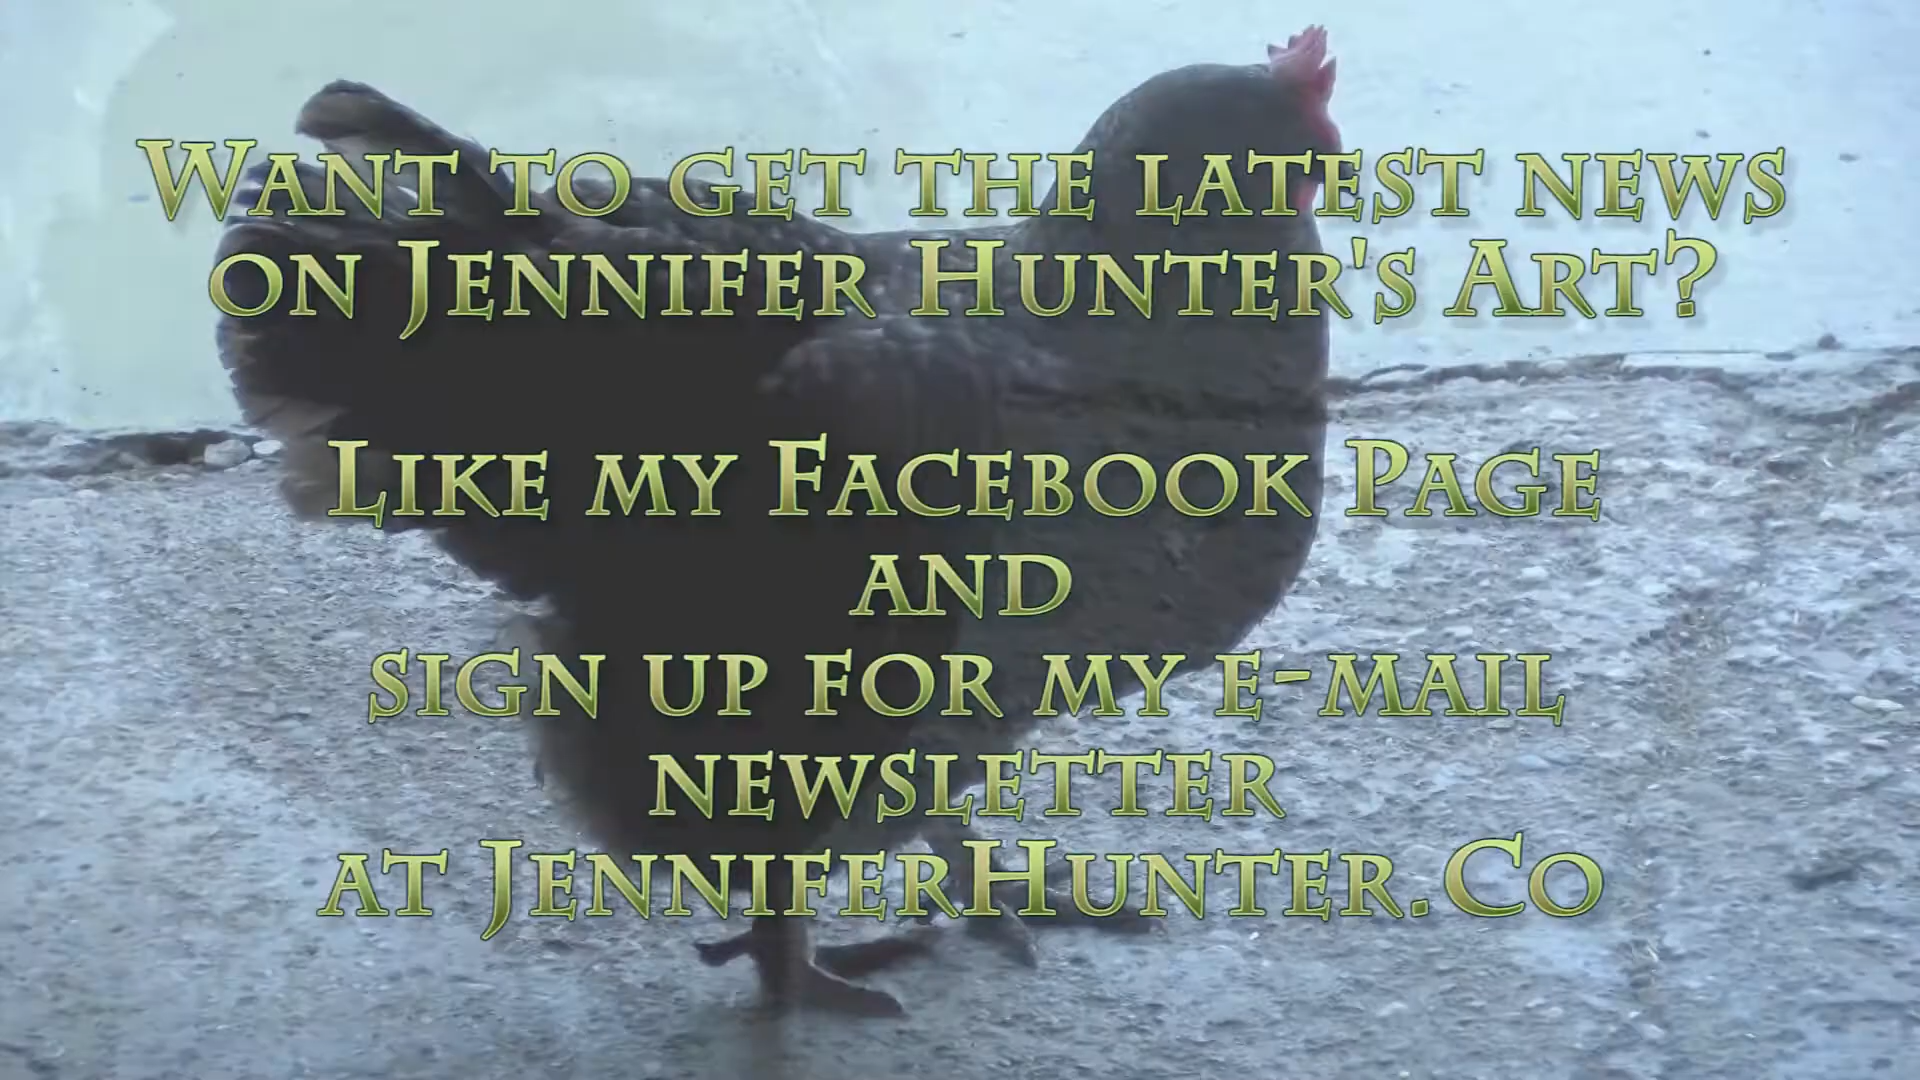 Want to get the latest news
on Jennifer Hunter's Art?
Like my Facebook Page
and
sign up for my e-mail
newsletter
at JenniferHunter.Co